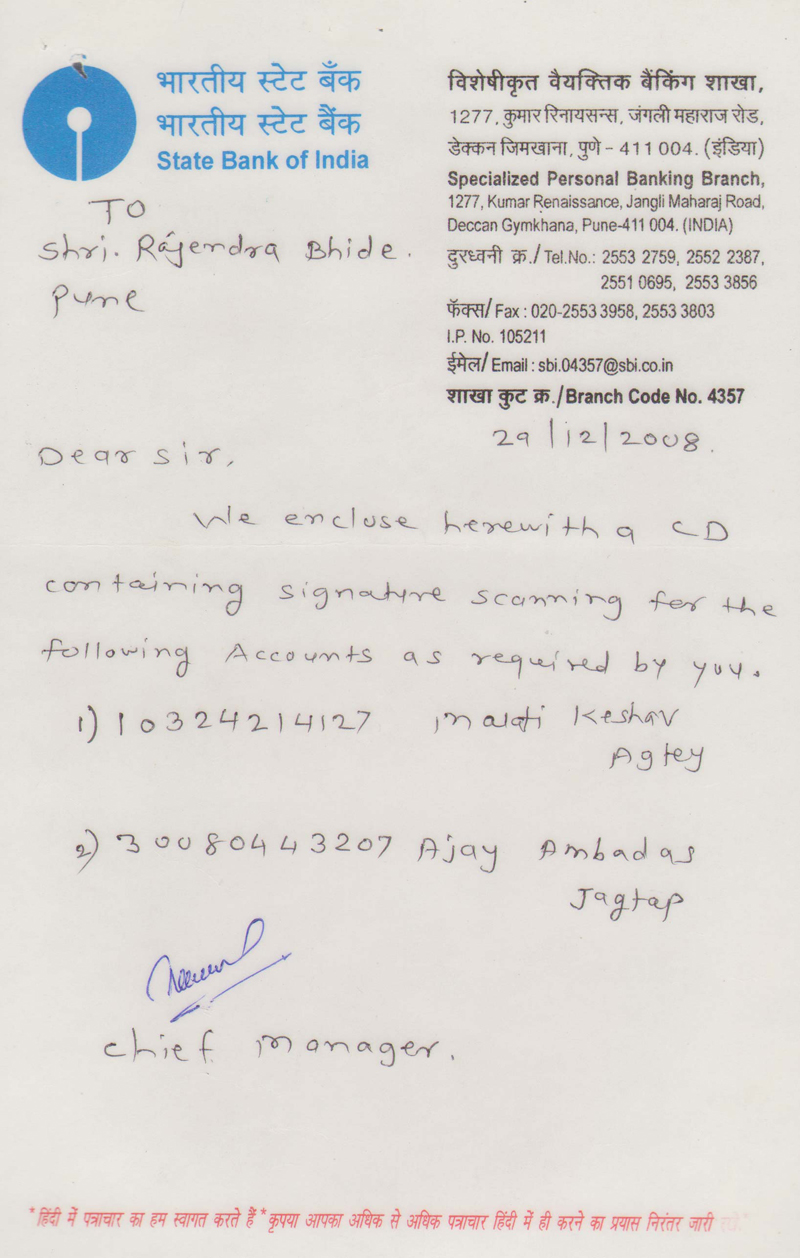 भारतीय स्टेट बँक
भारतीय स्टेट बैंक
State Bank of India
विशेषीकृत वैयक्तिक बैंकिंग शाखा,
1277, कुमार रिनायसन्स, जंगली महाराज रोड,
डेक्कन जिमखाना, पुणे - 411 004. (इंडिया)
Specialized Personal Banking Branch,
1277, Kumar Renaissance, Jangli Maharaj Road,
Deccan Gymkhana, Pune-411 004. (INDIA)
दुरध्वनी क्र./ Tel.No.: 2553 2759, 2552 2387,
2551 0695, 2553 3856
फॅक्स/ Fax : 020-2553 3958, 2553 3803
I.P. No. 105211
ईमेल/ Email : sbi.04357@sbi.co.in
शाखा कुट क्र./Branch Code No. 4357
TO
Shri. Rajendra Bhide.
Pune
29/12/2008.
Dear sir,
We enclose herewith a CD
containing signature scanning for the
following Accounts as required by you.
1) 10324214127 Malati Keshav
Agtey
2) 30080443207 Ajay Ambadas
Jagtap
chief manager.
*हिंदी में पत्राचार का हम स्वागत करते हैं *कृपया आपका अधिक से अधिक पत्राचार हिंदी में ही करने का प्रयास निरंतर जारी